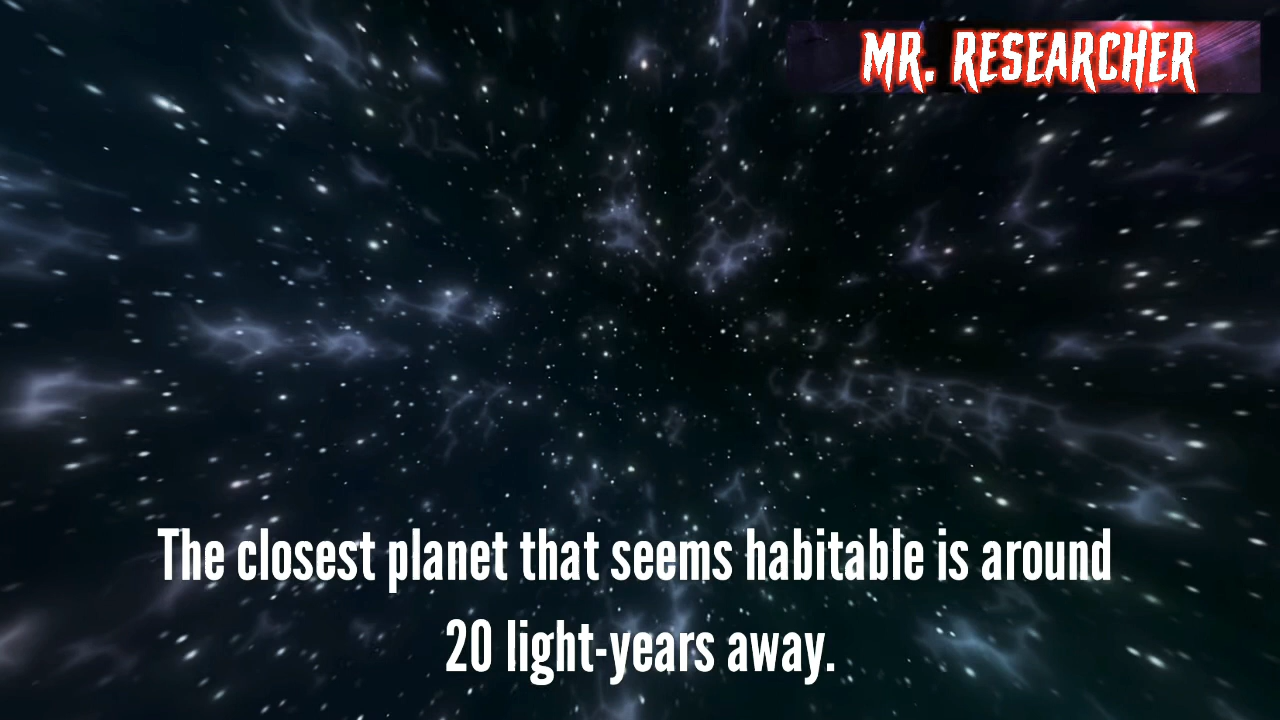 MR. RESEARCHER
The closest planet that seems habitable is around
20 light-years away.